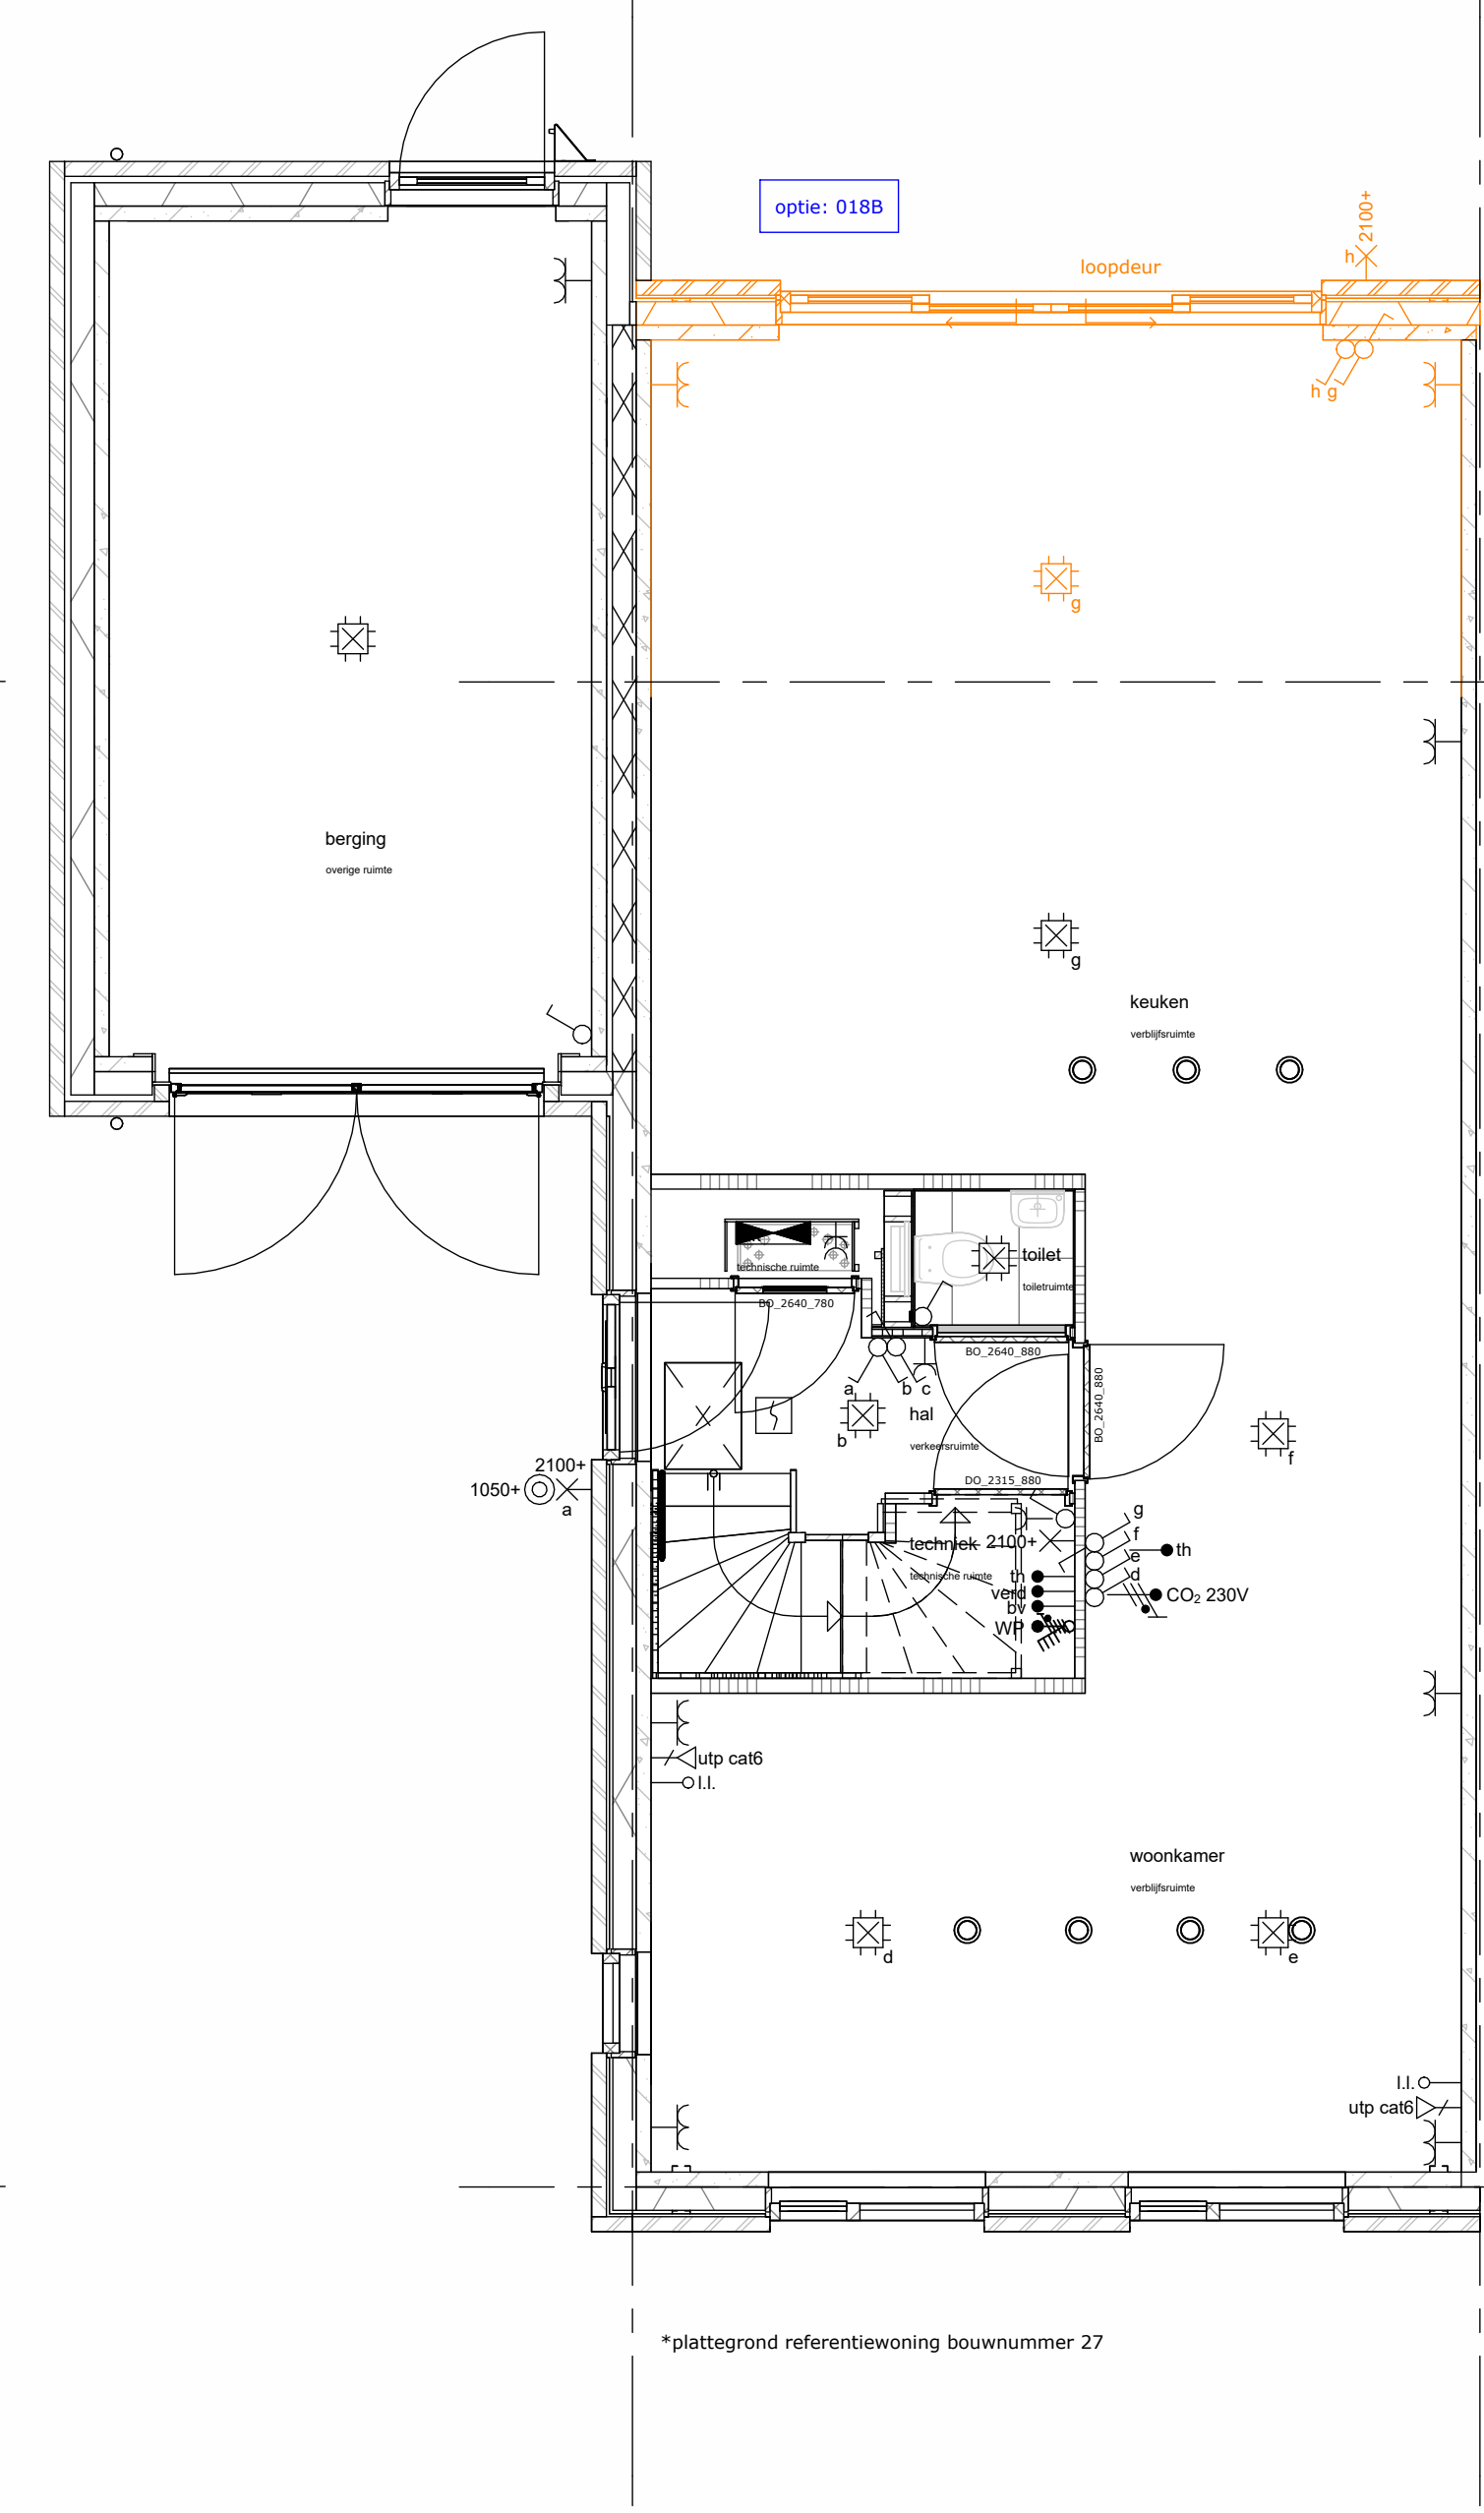 optie: 018B
2100+
h
loopdeur
h g
g
berging
overige ruimte
g
keuken
verblijfsruimte
technische ruimte
toilet
toiletruimte
BO_2640_780
BO_2640_880
BO_2640_880
a
b
c
hal
b
verkeersruimte
f
2100+
1050+
a
DO_2315_880
techniek
2100+
technische ruimte
g
f
e
d
th
th
verd
bv
WP
CO₂ 230V
utp cat6
l.l.
woonkamer
verblijfsruimte
d
e
l.l.
utp cat6
*plattegrond referentiewoning bouwnummer 27